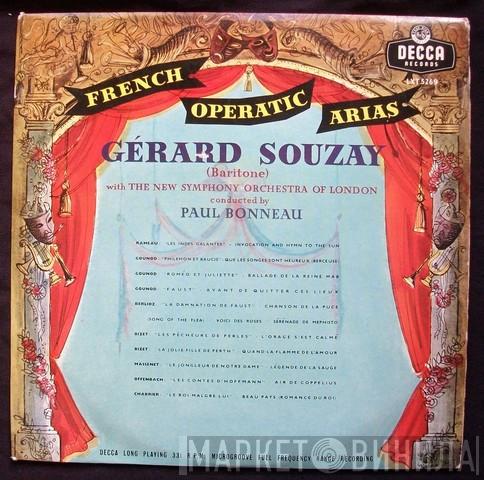 DECCA
RECORDS
LXT 5269
FRENCH OPERATIC ARIAS
GÉRARD SOUZAY
(Baritone)
with THE NEW SYMPHONY ORCHESTRA OF LONDON
conducted by
PAUL BONNEAU
RAMEAU: "LES INDES GALANTES" - INVOCATION AND HYMN TO THE SUN
GOUNOD: "PHILEMON ET BAUCIS": QUE LES SONGES SONT HEUREUX (BERCEUSE)
GOUNOD: "ROMEO ET JULIETTE": BALLADE DE LA REINE MAB
GOUNOD: "FAUST": AVANT DE QUITTER CES LIEUX
BERLIOZ: "LA DAMNATION DE FAUST": CHANSON DE LA PUCE
(SONG OF THE FLEA): VOICI DES ROSES: SÉRÉNADE DE MEPHISTO
BIZET: "LES PÊCHEURS DE PERLES": L'ORAGE S'EST CALMÉ
BIZET: "LA JOLIE FILLE DE PERTH": QUAND LA FLAMME DE L'AMOUR
MASSENET: "LE JONGLEUR DE NOTRE DAME": LÉGENDE DE LA SAUGE
OFFENBACH: "LES CONTES D'HOFFMANN": AIR DE COPPELIUS
CHABRIER: "LE ROI MALGRE LUI": BEAU PAYS (ROMANCE DU ROI)
МАРКЕТ ВИНИЛА
DECCA LONG PLAYING 33⅓ R.P.M. MICROGROOVE FULL FREQUENCY RANGE RECORDING